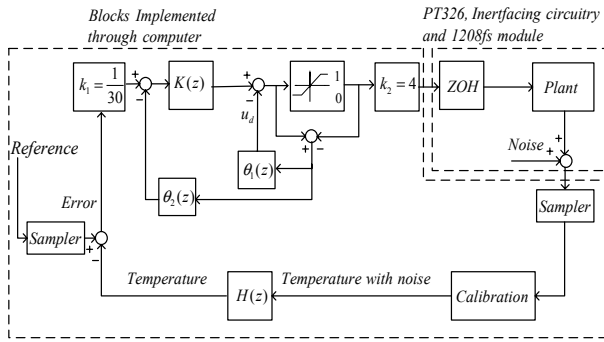 Blocks Implemented
through computer
PT326, Inertfacing circuitry
and 1208fs module
k₁ = 1/30
+
−
K(z)
+
−
u_d
1
0
k₂ = 4
ZOH
Plant
+
−
θ₁(z)
θ₂(z)
Noise
+
+
Reference
Error
Sampler
+
−
Sampler
Temperature
H(z)
Temperature with noise
Calibration